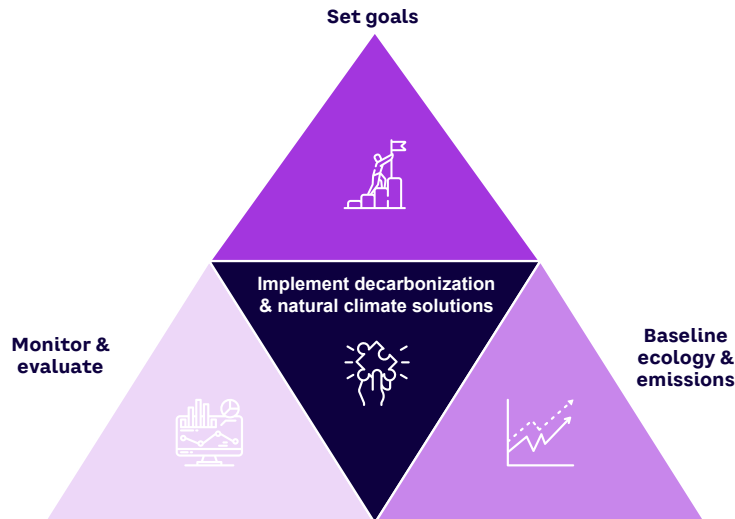 Set goals
Implement decarbonization
& natural climate solutions
Monitor &
evaluate
Baseline
ecology &
emissions